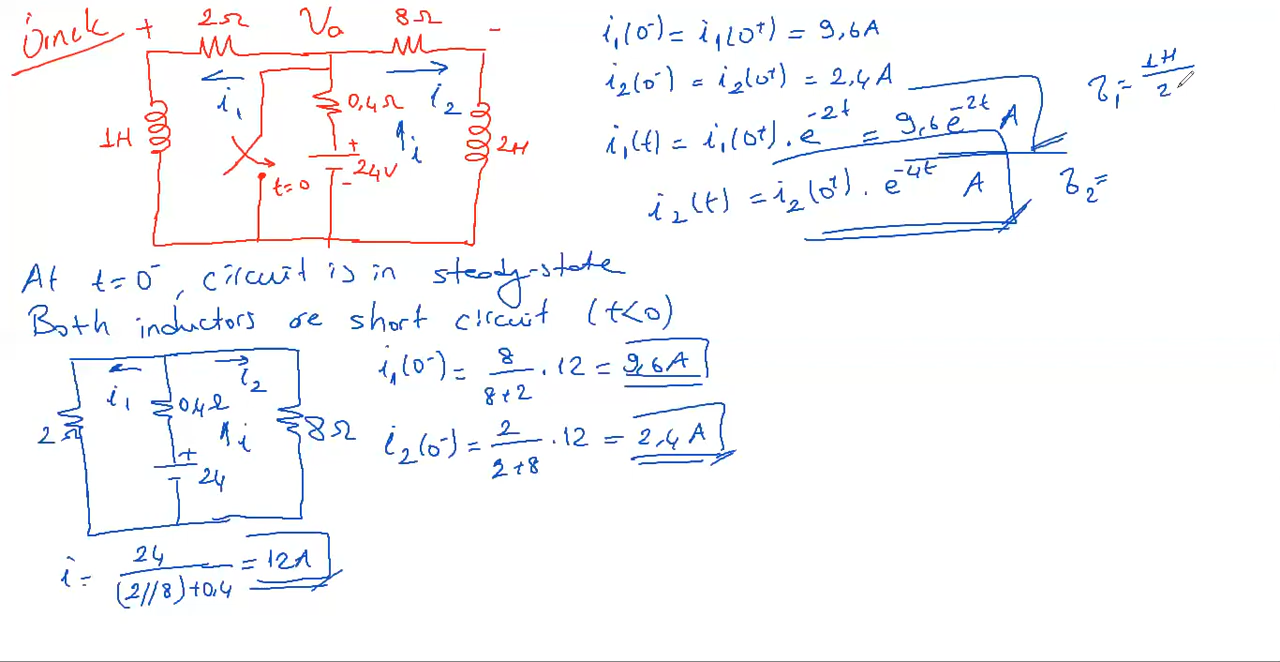 Örnek
+ 2Ω Va 8Ω -
i₁ 0,4Ω i₂
1H + i 2H
24V
t=0 -
i₁(0⁻) = i₁(0⁺) = 9,6A
i₂(0⁻) = i₂(0⁺) = 2,4A
i₁(t) = i₁(0⁺) . e^-2t = 9,6e^-2t A
i₂(t) = i₂(0⁺) . e^-4t A
τ₁ = 1H/2
τ₂ =
At t=0⁻, circuit is in steady-state
Both inductors are short circuit (t<0)
i₁ i₂
0,4Ω
2Ω i 8Ω
+
24
i₁(0⁻) = 8/(8+2) . 12 = 9,6A
i₂(0⁻) = 2/(2+8) . 12 = 2,4A
i = 24/((2//8)+0,4) = 12A